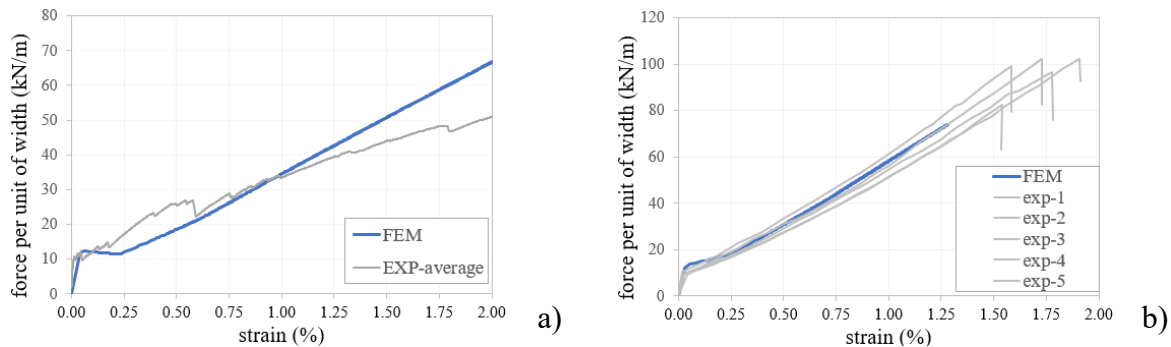 80
70
60
50
40
30
20
10
0
force per unit of width (kN/m)
FEM
EXP-average
0.00 0.25 0.50 0.75 1.00 1.25 1.50 1.75 2.00
strain (%)
a)
120
100
80
60
40
20
0
force per unit of width (kN/m)
FEM
exp-1
exp-2
exp-3
exp-4
exp-5
0.00 0.25 0.50 0.75 1.00 1.25 1.50 1.75 2.00
strain (%)
b)